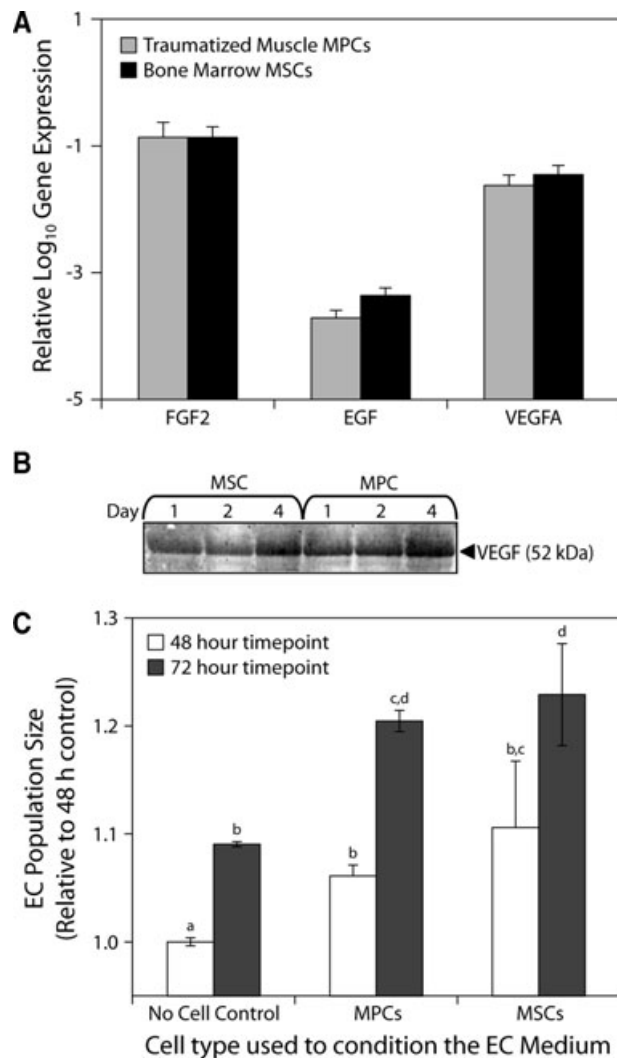 A
-1
Traumatized Muscle MPCs
Bone Marrow MSCs
-1
-3
-5
Relative Log₁₀ Gene Expression
FGF2 EGF VEGFA
B
MSC MPC
Day 1 2 4 1 2 4
VEGF (52 kDa)
C
1.3
48 hour timepoint
72 hour timepoint
1.2
1.1
1.0
EC Population Size
(Relative to 48 h control)
a b b c,d b,c d
No Cell Control MPCs MSCs
Cell type used to condition the EC Medium